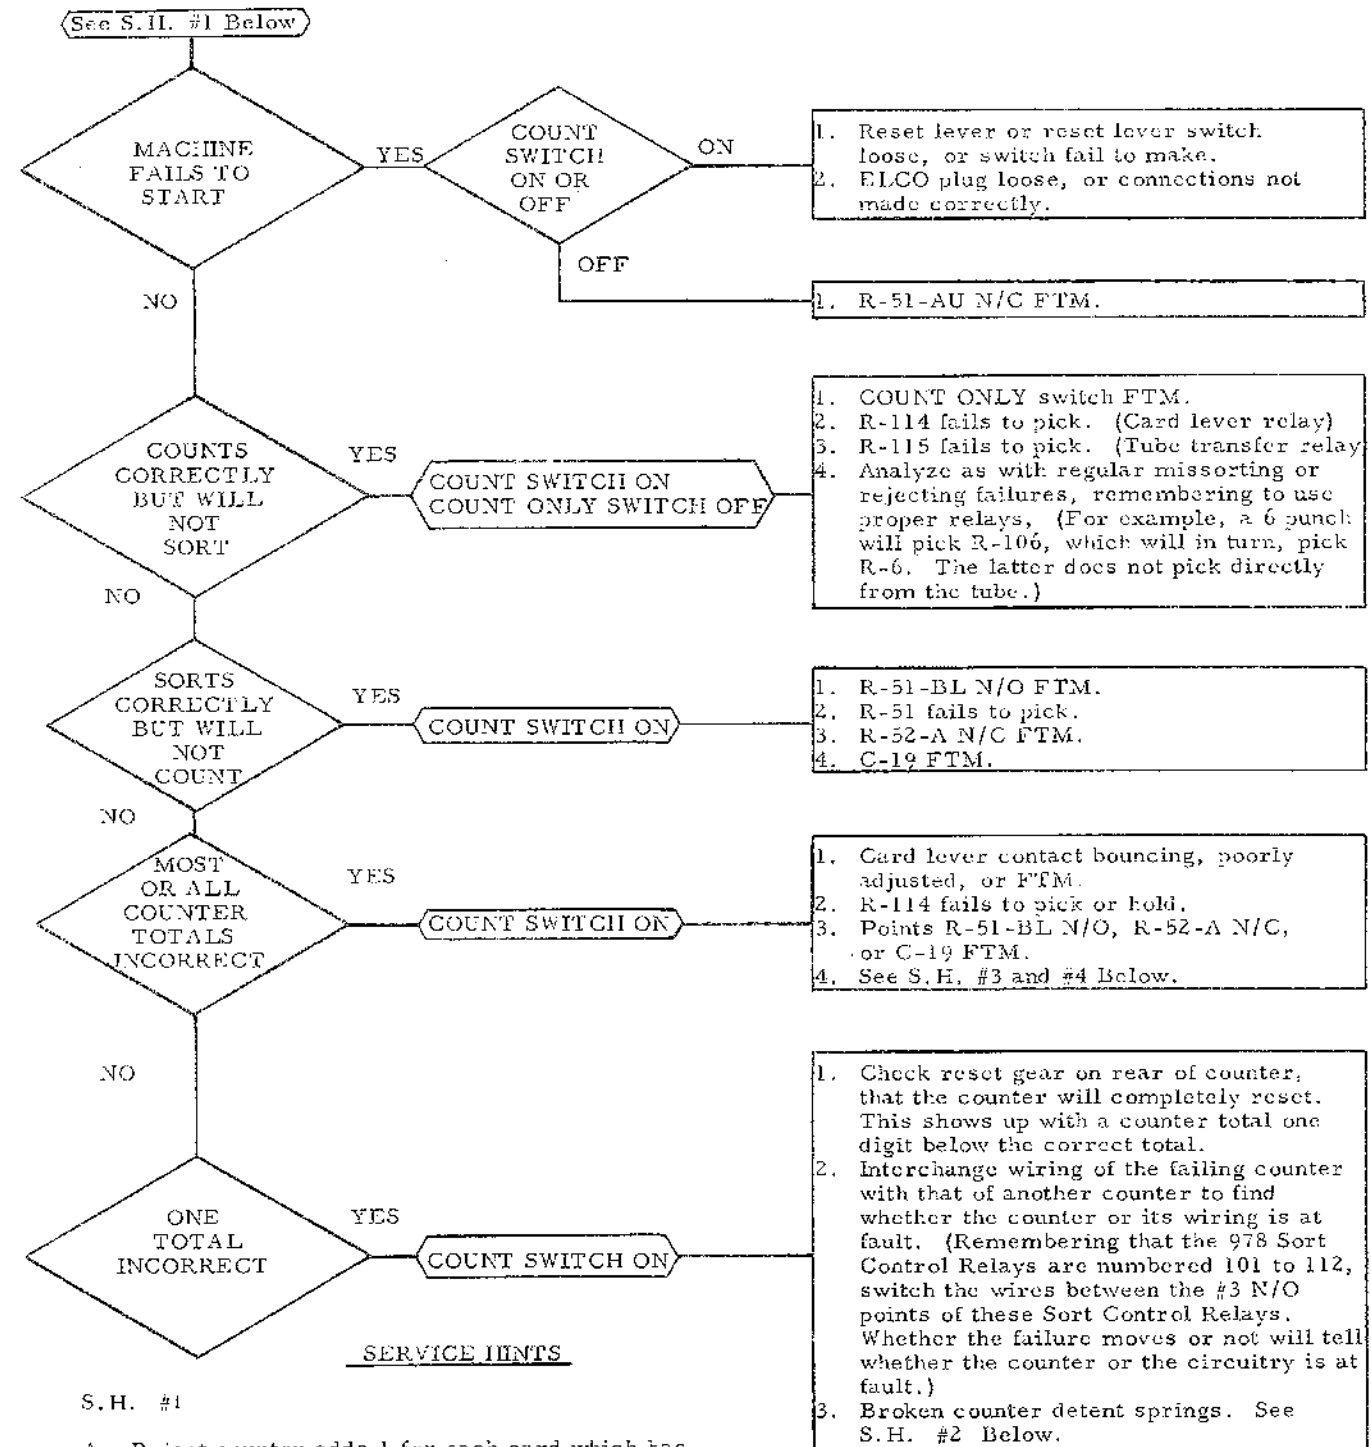 See S.H. #1 Below
MACHINE
FAILS TO
START
YES
COUNT
SWITCH
ON OR
OFF
ON
1. Reset lever or reset lever switch
loose, or switch fail to make.
2. ELCO plug loose, or connections not
made correctly.
OFF
1. R-51-AU N/C FTM.
NO
COUNTS
CORRECTLY
BUT WILL
NOT
SORT
YES
COUNT SWITCH ON
COUNT ONLY SWITCH OFF
1. COUNT ONLY switch FTM.
2. R-114 fails to pick. (Card lever relay)
3. R-115 fails to pick. (Tube transfer relay
4. Analyze as with regular missorting or
rejecting failures, remembering to use
proper relays, (For example, a 6 punch
will pick R-106, which will in turn, pick
R-6. The latter does not pick directly
from the tube.)
NO
SORTS
CORRECTLY
BUT WILL
NOT
COUNT
YES
COUNT SWITCH ON
1. R-51-BL N/O FTM.
2. R-51 fails to pick.
3. R-52-A N/C FTM.
4. C-19 FTM.
NO
MOST
OR ALL
COUNTER
TOTALS
INCORRECT
YES
COUNT SWITCH ON
1. Card lever contact bouncing, poorly
adjusted, or FTM.
2. R-114 fails to pick or hold.
3. Points R-51-BL N/O, R-52-A N/C,
or C-19 FTM.
4. See S.H. #3 and #4 Below.
NO
ONE
TOTAL
INCORRECT
YES
COUNT SWITCH ON
1. Check reset gear on rear of counter,
that the counter will completely reset.
This shows up with a counter total one
digit below the correct total.
2. Interchange wiring of the failing counter
with that of another counter to find
whether the counter or its wiring is at
fault. (Remembering that the 978 Sort
Control Relays are numbered 101 to 112,
switch the wires between the #3 N/O
points of these Sort Control Relays.
Whether the failure moves or not will tell
whether the counter or the circuitry is at
fault.)
3. Broken counter detent springs. See
S.H. #2 Below.
SERVICE HINTS
S.H. #1
counter added for each card which has